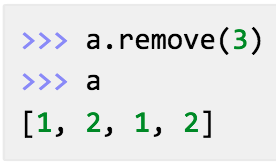 >>> a.remove(3)
>>> a
[1, 2, 1, 2]